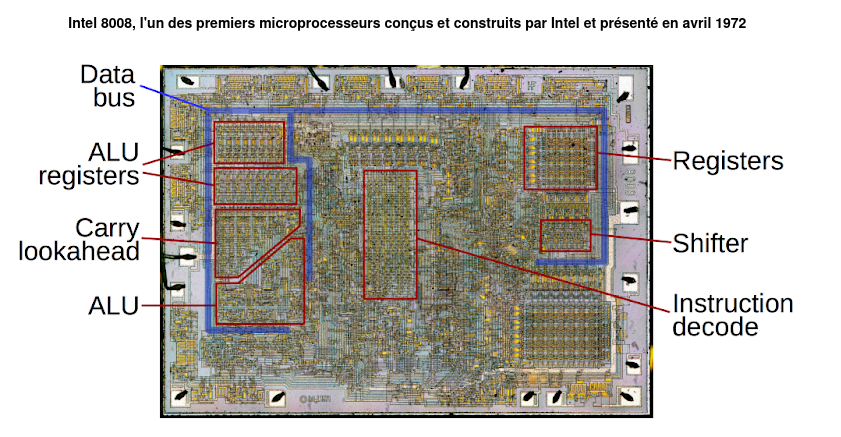 Intel 8008, l'un des premiers microprocesseurs conçus et construits par Intel et présenté en avril 1972
Data
bus
ALU
registers
Carry
lookahead
ALU
Registers
Shifter
Instruction
decode